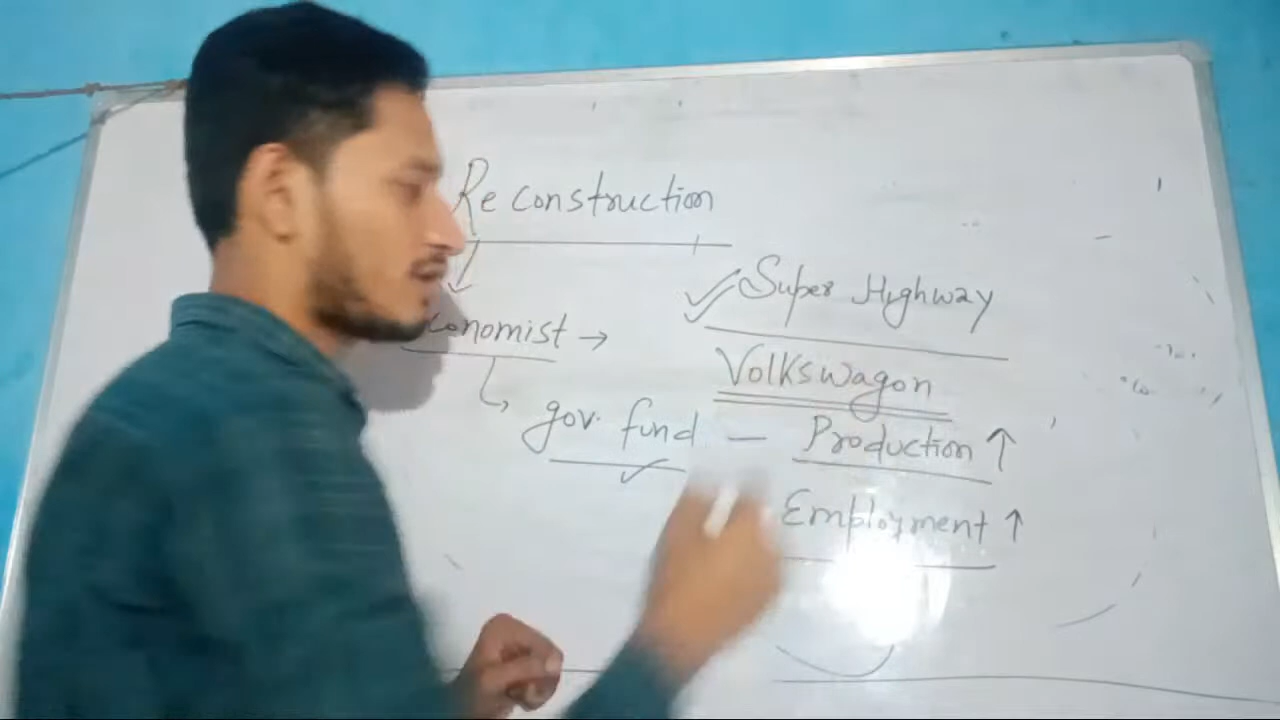 Reconstruction
Super Highway
conomist →
Volkswagon
gov. fund — Production ↑
Employment ↑